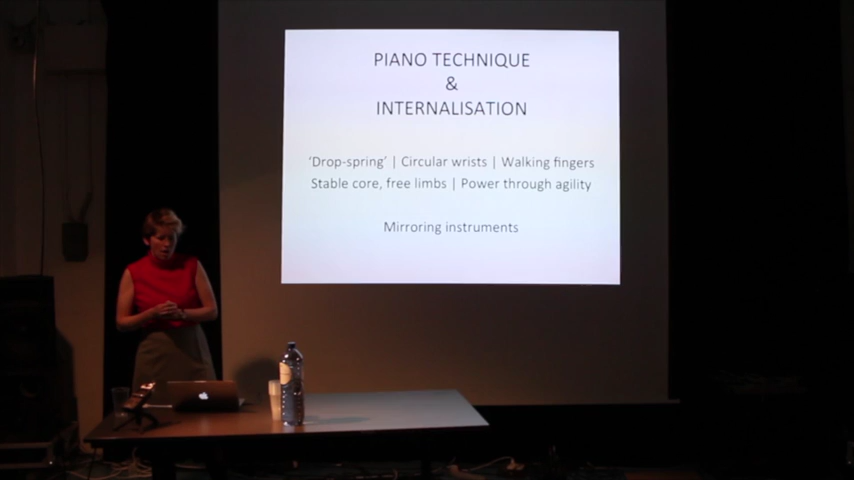 PIANO TECHNIQUE
&
INTERNALISATION
'Drop-spring' | Circular wrists | Walking fingers
Stable core, free limbs | Power through agility
Mirroring instruments